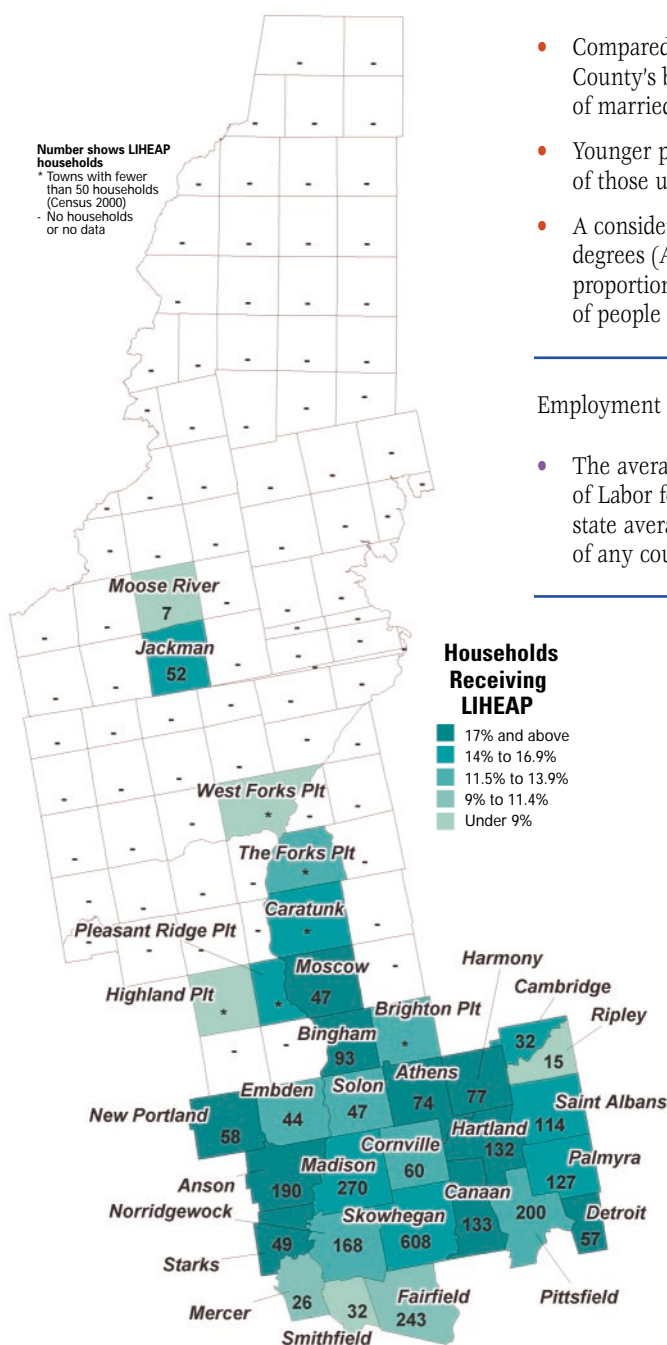 • Compared
County's b
of married
• Younger p
of those u
• A consider
degrees (A
proportion
of people
Employment
• The avera
of Labor f
state avera
of any cou
Number shows LIHEAP
households
* Towns with fewer
than 50 households
(Census 2000)
- No households
or no data
Households
Receiving
LIHEAP
17% and above
14% to 16.9%
11.5% to 13.9%
9% to 11.4%
Under 9%
Moose River
7
Jackman
52
West Forks Plt
*
The Forks Plt
*
Caratunk
*
Pleasant Ridge Plt
*
Moscow
47
Highland Plt
*
Harmony
77
Cambridge
32
Ripley
15
Brighton Plt
*
Bingham
93
Athens
74
Solon
47
Embden
44
New Portland
58
Saint Albans
114
Hartland
132
Cornville
60
Madison
270
Anson
190
Palmyra
127
Canaan
133
Norridgewock
168
Skowhegan
608
200
Detroit
57
Starks
49
Pittsfield
Mercer
26
Smithfield
32
Fairfield
243